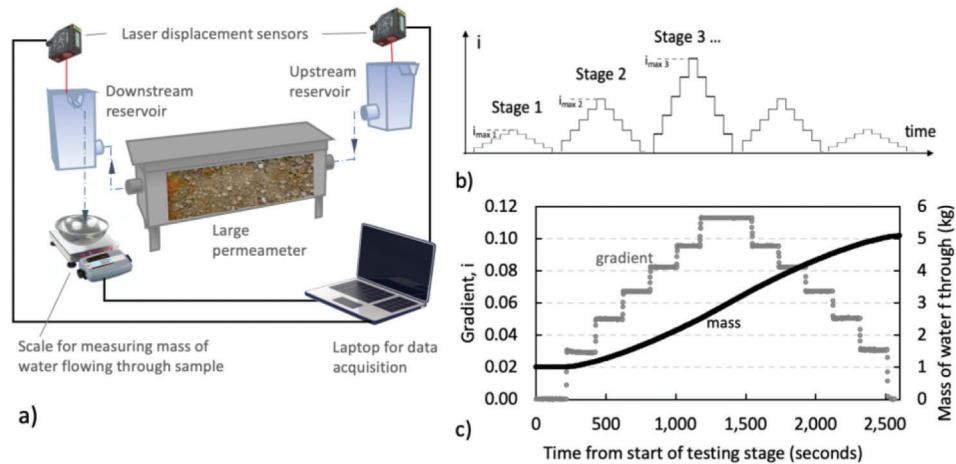 Laser displacement sensors
Upstream
reservoir
Downstream
reservoir
Large
permeameter
Scale for measuring mass of
water flowing through sample
Laptop for data
acquisition
a)
i
Stage 1
Stage 2
Stage 3 ...
imax 1
imax 2
imax 3
time
b)
0.12
0.10
0.08
0.06
0.04
0.02
0.00
Gradient, i
gradient
mass
6
5
4
3
2
1
0
Mass of water f through (kg)
0
500
1,000
1,500
2,000
2,500
c)
Time from start of testing stage (seconds)